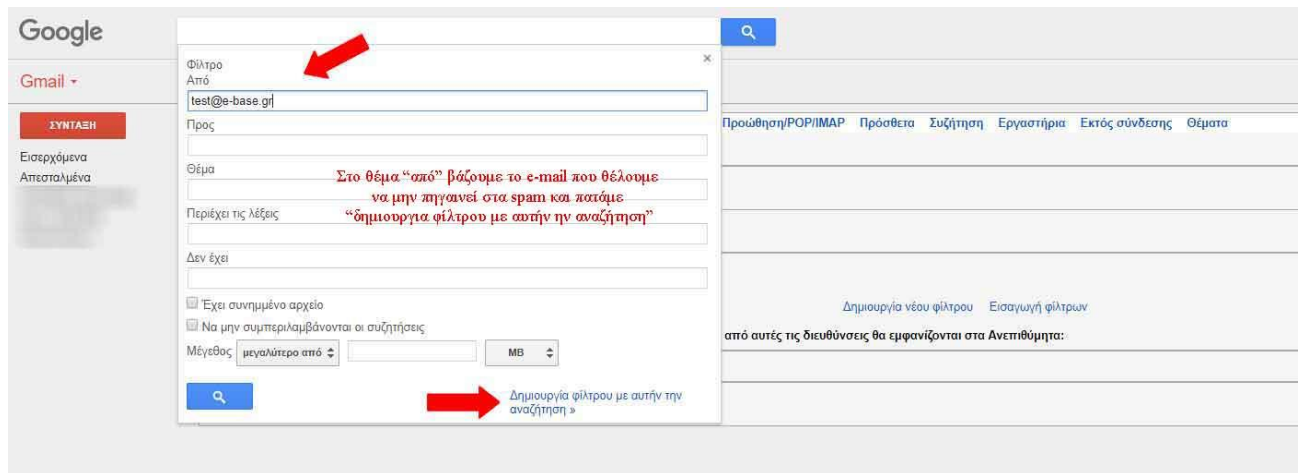 Google
Gmail
ΣΥΝΤΑΞΗ
Εισερχόμενα
Απεσταλμένα
Φίλτρο
Από
test@e-base.gr
Προς
Θέμα
Περιέχει τις λέξεις
Δεν έχει
Έχει συνημμένο αρχείο
Να μην συμπεριλαμβάνονται οι συζητήσεις
Μέγεθος μεγαλύτερο από MB
Δημιουργία φίλτρου με αυτήν την
αναζήτηση »
Στο θέμα “από” βάζουμε το e-mail που θέλουμε
να μην πηγαινεί στα spam και πατάμε
“δημιουργια φίλτρου με αυτήν ην αναζήτηση”
Προώθηση/POP/IMAP Πρόσθετα Συζήτηση Εργαστήρια Εκτός σύνδεσης Θέματα
Δημιουργία νέου φίλτρου Εισαγωγή φίλτρων
από αυτές τις διευθύνσεις θα εμφανίζονται στα Ανεπιθύμητα: